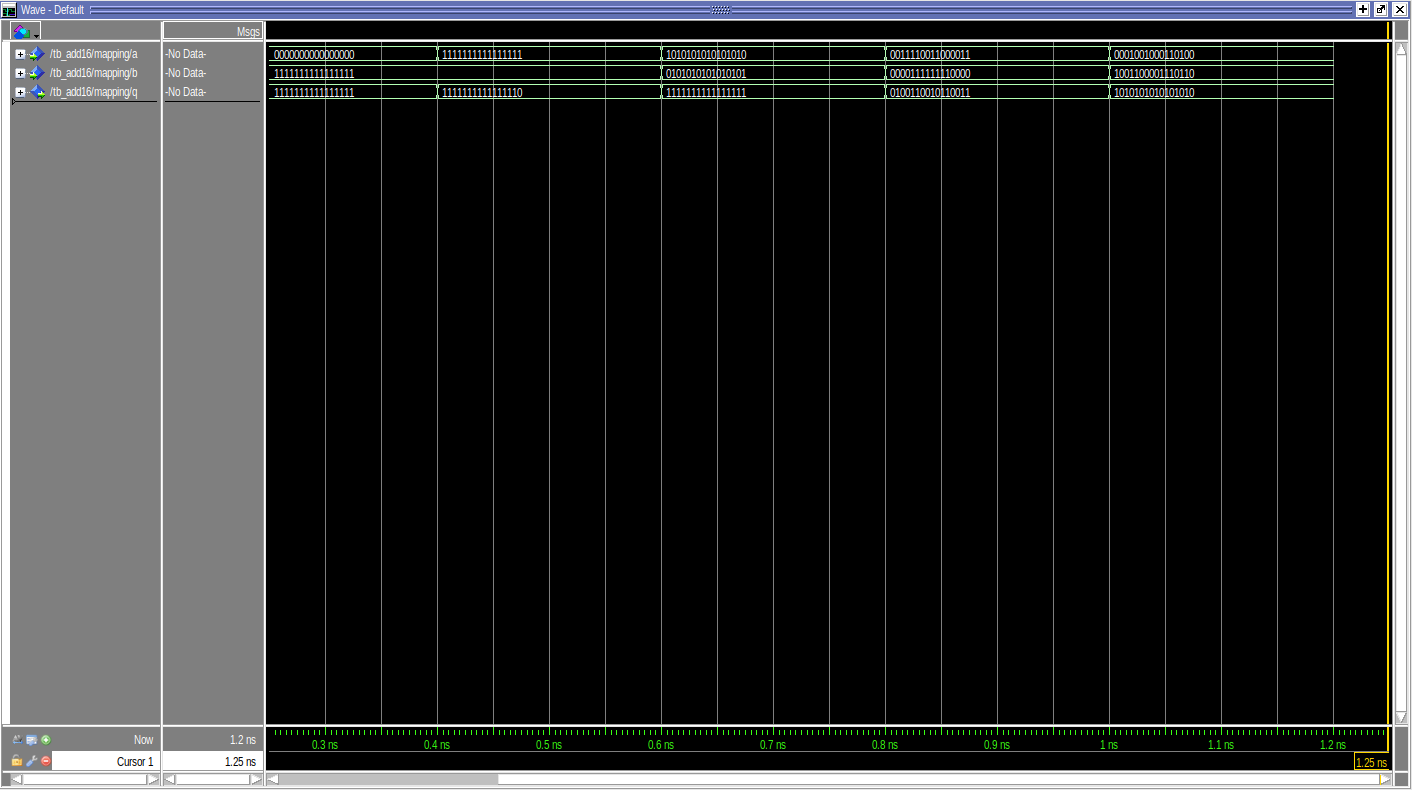 Wave - Default
Msgs
/tb_add16/mapping/a -No Data- 0000000000000000 1111111111111111 1010101010101010 0011110011000011 0001001000110100
/tb_add16/mapping/b -No Data- 1111111111111111 0101010101010101 0000111111110000 1001100001110110
/tb_add16/mapping/q -No Data- 1111111111111111 1111111111111110 1111111111111111 0100110010110011 1010101010101010
Now 1.2 ns 0.3 ns 0.4 ns 0.5 ns 0.6 ns 0.7 ns 0.8 ns 0.9 ns 1 ns 1.1 ns 1.2 ns
Cursor 1 1.25 ns 1.25 ns